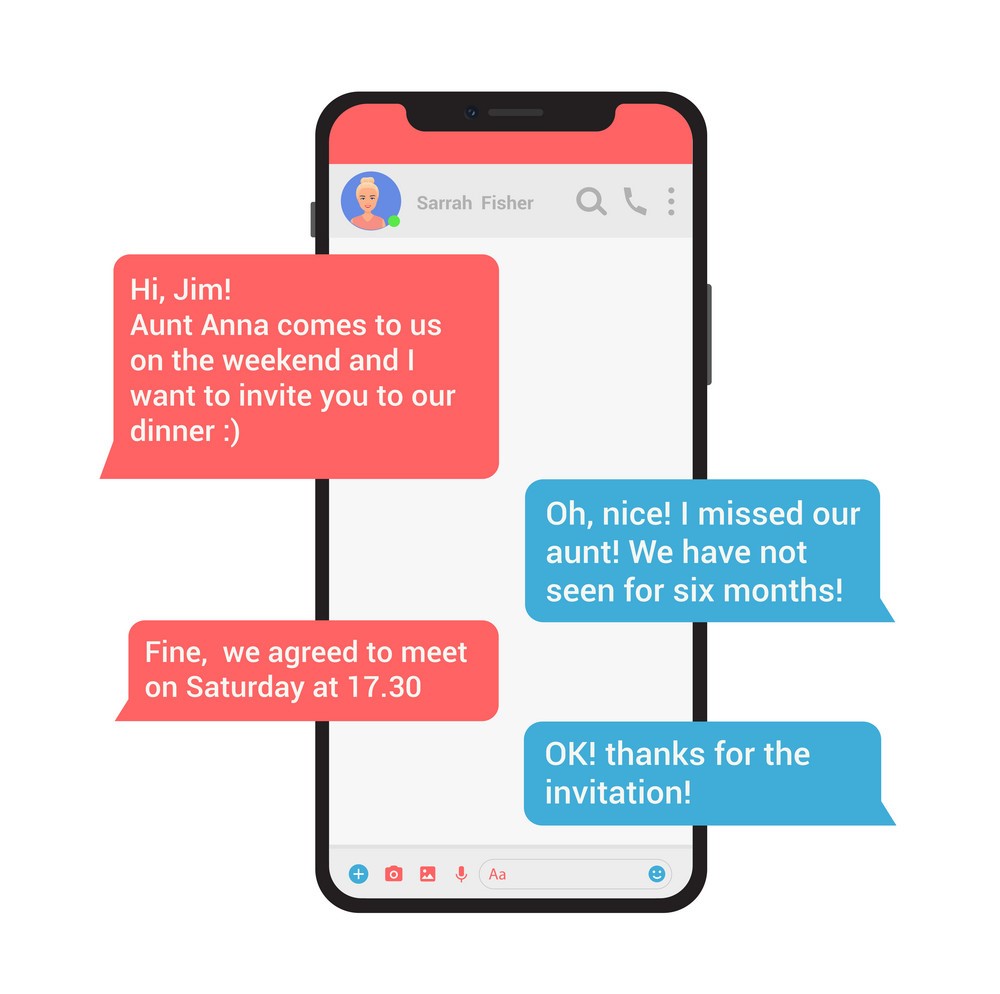 Sarrah Fisher
Hi, Jim!
Aunt Anna comes to us
on the weekend and I
want to invite you to our
dinner :)
Oh, nice! I missed our
aunt! We have not
seen for six months!
Fine, we agreed to meet
on Saturday at 17.30
OK! thanks for the
invitation!
Aa